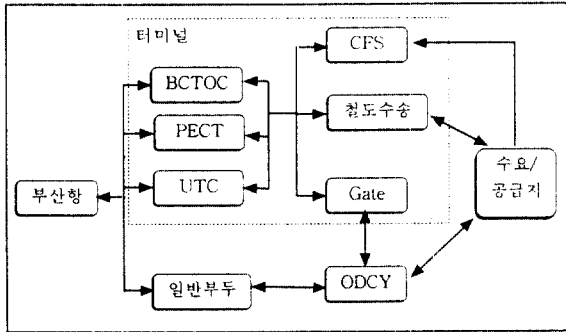 터미널
CFS
BCTOC
PECT
철도수송
UTC
수요/
공급지
부산항
Gate
일반부두
ODCY